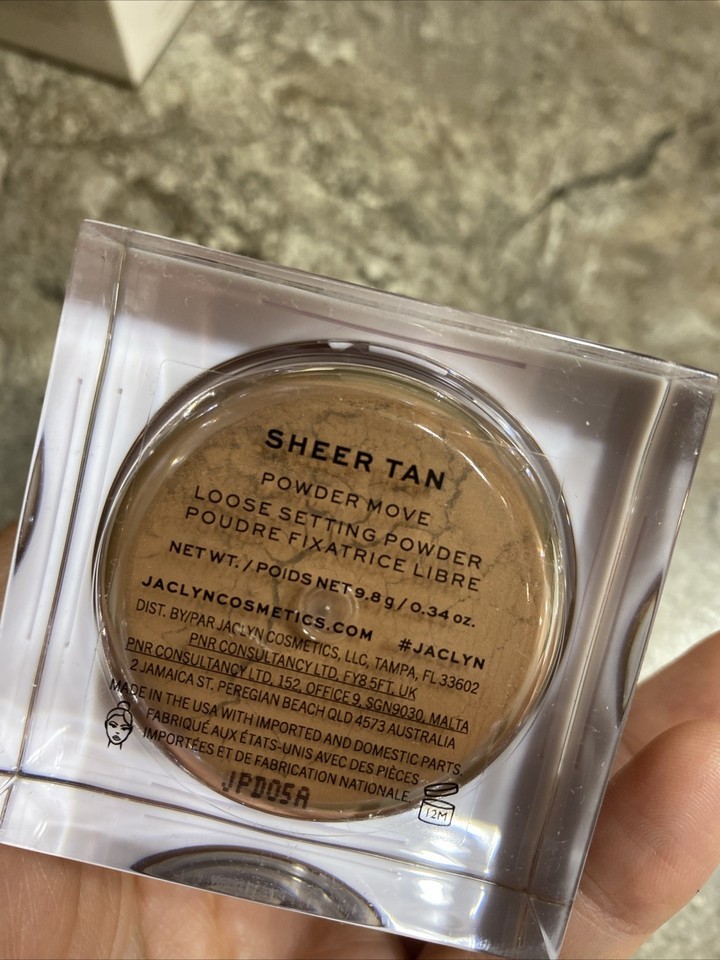 SHEER TAN
POWDER MOVE
LOOSE SETTING POWDER
POUDRE FIXATRICE LIBRE
NET WT. / POIDS NET 9.8 g / 0.34 oz.
JACLYNCOSMETICS.COM #JACLYN
DIST. BY/PAR JACLYN COSMETICS, LLC, TAMPA, FL 33602
PNR CONSULTANCY LTD, FY8 5FT, UK
PNR CONSULTANCY LTD, 152, OFFICE 9, SGN9030, MALTA
2 JAMAICA ST. PEREGIAN BEACH QLD 4573 AUSTRALIA
MADE IN THE USA WITH IMPORTED AND DOMESTIC PARTS.
FABRIQUÉ AUX ÉTATS-UNIS AVEC DES PIÈCES
IMPORTÉES ET DE FABRICATION NATIONALE.
JPD05A
12M